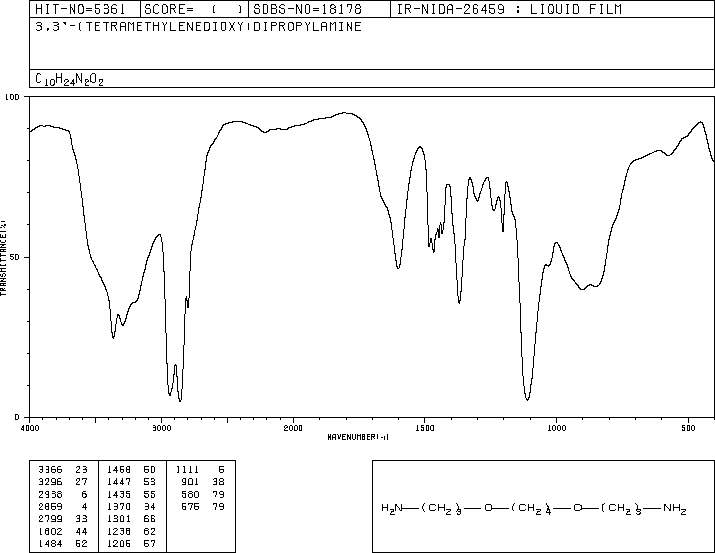 HIT-NO=5361 SCORE= ( ) SDBS-NO=18178 IR-NIDA-26459 : LIQUID FILM
3,3'-(TETRAMETHYLENEDIOXY)DIPROPYLAMINE
C10H24N2O2
100
50
0
TRANSMITTANCE(%)
4000 3000 2000 1500 1000 500
WAVENUMBER(-1)
3366 23 1468 50 1111 5
3296 27 1447 53 901 38
2938 6 1435 55 580 79
2859 4 1370 34 576 79
2799 33 1301 66
1602 44 1238 62
1484 52 1205 57
H2N—(CH2)3—O—(CH2)4—O—(CH2)3—NH2